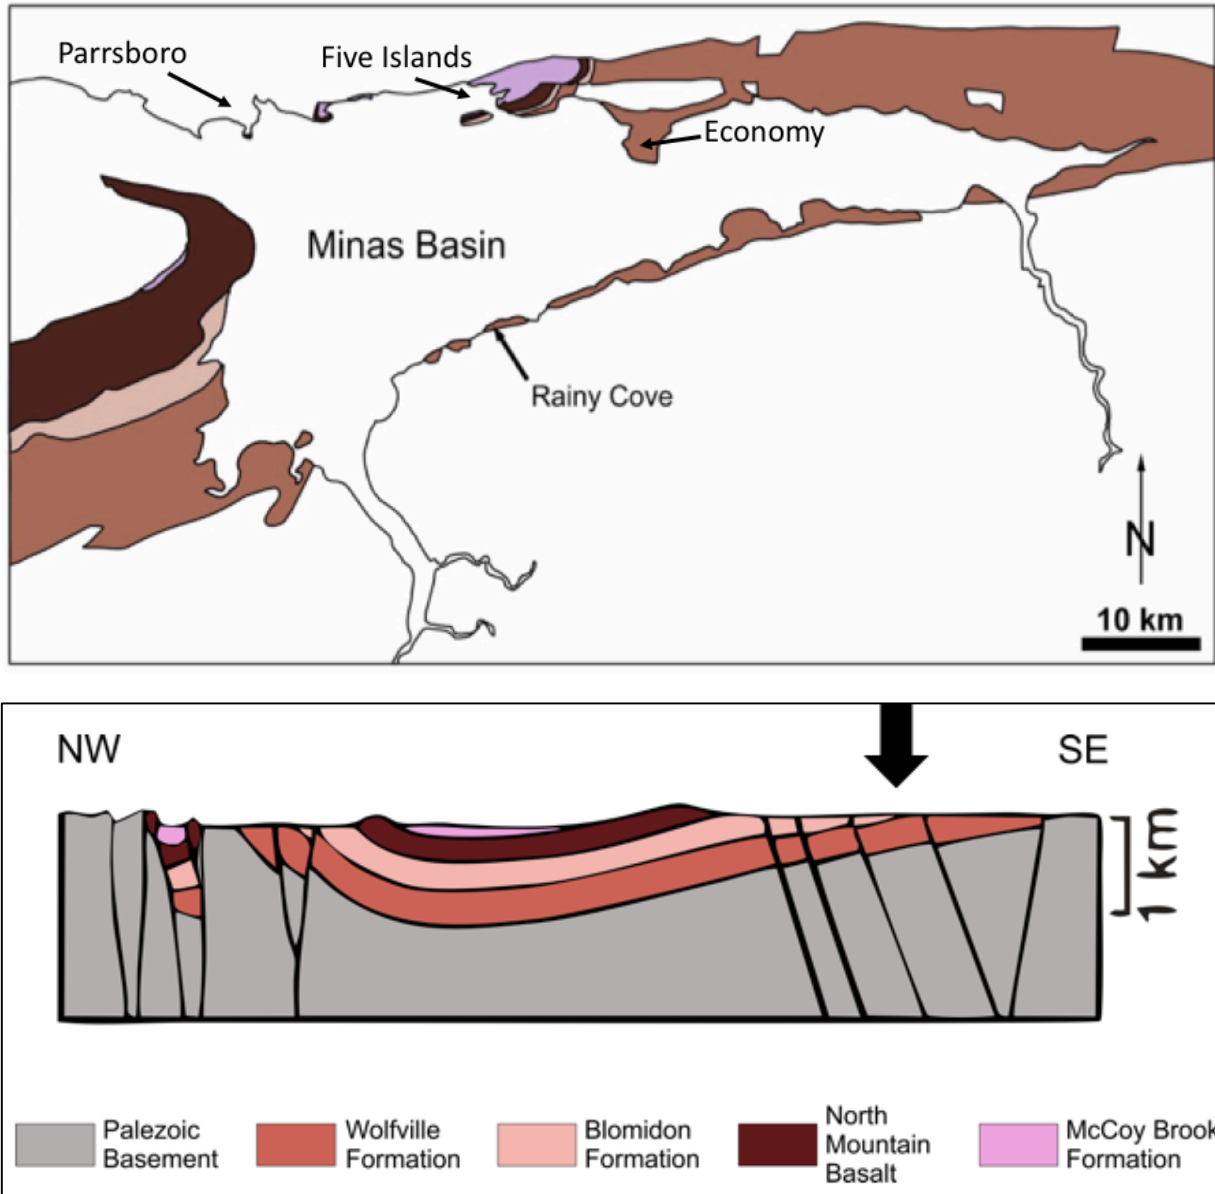 Parrsboro
Five Islands
Economy
Minas Basin
Rainy Cove
N
10 km
NW
SE
1 km
Palezoic
Basement
Wolfville
Formation
Blomidon
Formation
North
Mountain
Basalt
McCoy Brook
Formation